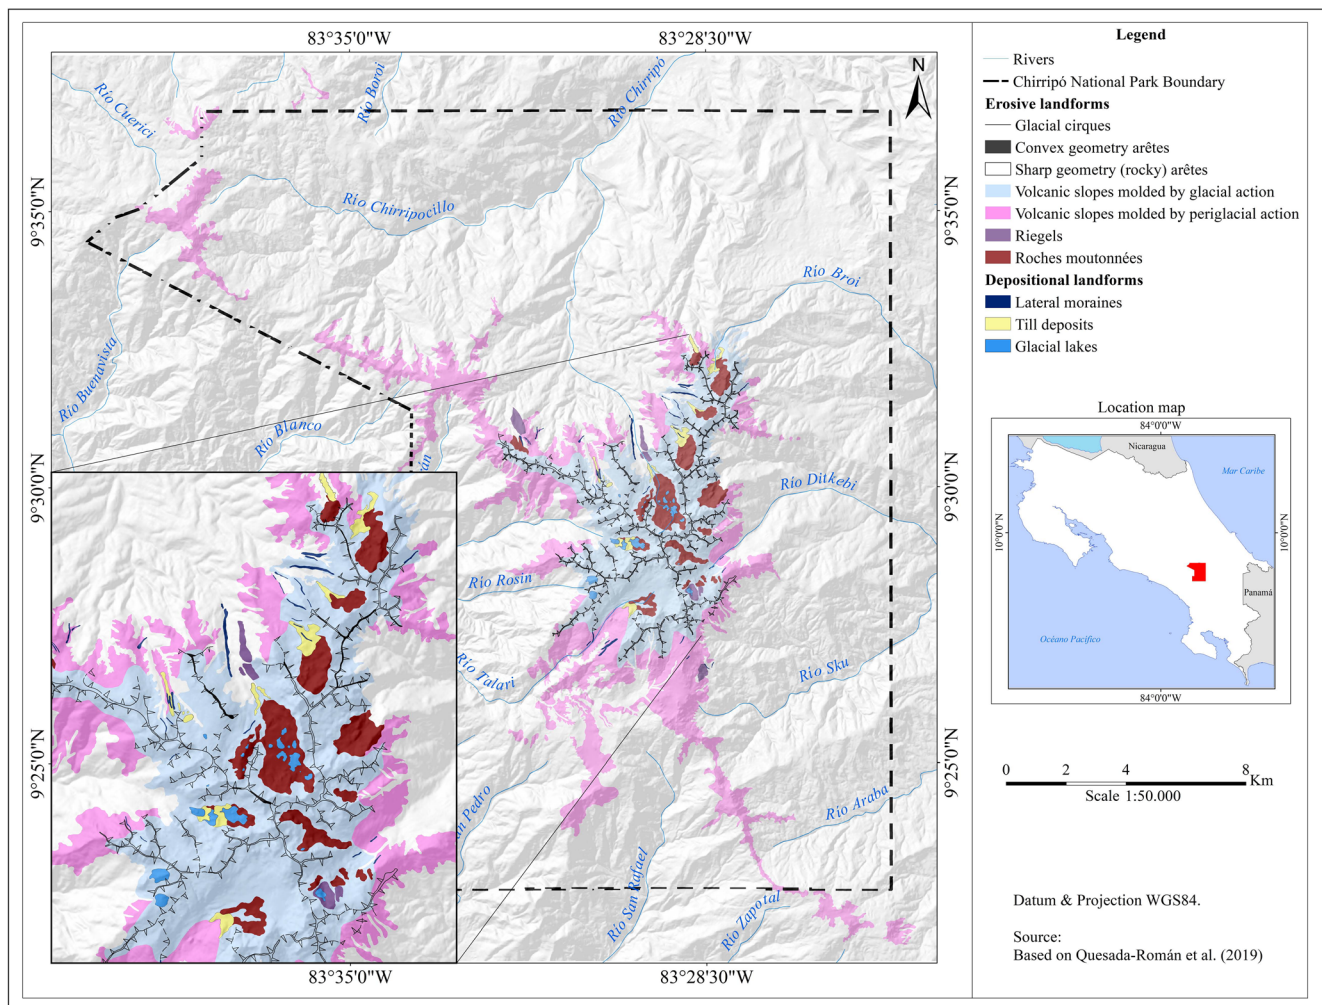 83°35'0"W
83°28'30"W
N
Río Cuerici
Río Boroi
Río Chirripó
9°35'0"N
9°35'0"N
Río Chirripocillo
Río Broi
Río Buenavista
Río Blanco
9°30'0"N
9°30'0"N
Río Ditkebi
Río Rosin
Río Talari
Río Sku
9°25'0"N
9°25'0"N
Río Araba
Pedro
Río San Rafael
Río Zapotal
83°35'0"W
83°28'30"W
Legend
Rivers
Chirripó National Park Boundary
Erosive landforms
Glacial cirques
Convex geometry arêtes
Sharp geometry (rocky) arêtes
Volcanic slopes molded by glacial action
Volcanic slopes molded by periglacial action
Riegels
Roches moutonnées
Depositional landforms
Lateral moraines
Till deposits
Glacial lakes
Location map
84°0'0"W
Nicaragua
Mar Caribe
10°0'0"N
10°0'0"N
Panamá
Océano Pacífico
84°0'0"W
0 2 4 8 Km
Scale 1:50.000
Datum & Projection WGS84.
Source:
Based on Quesada-Román et al. (2019)